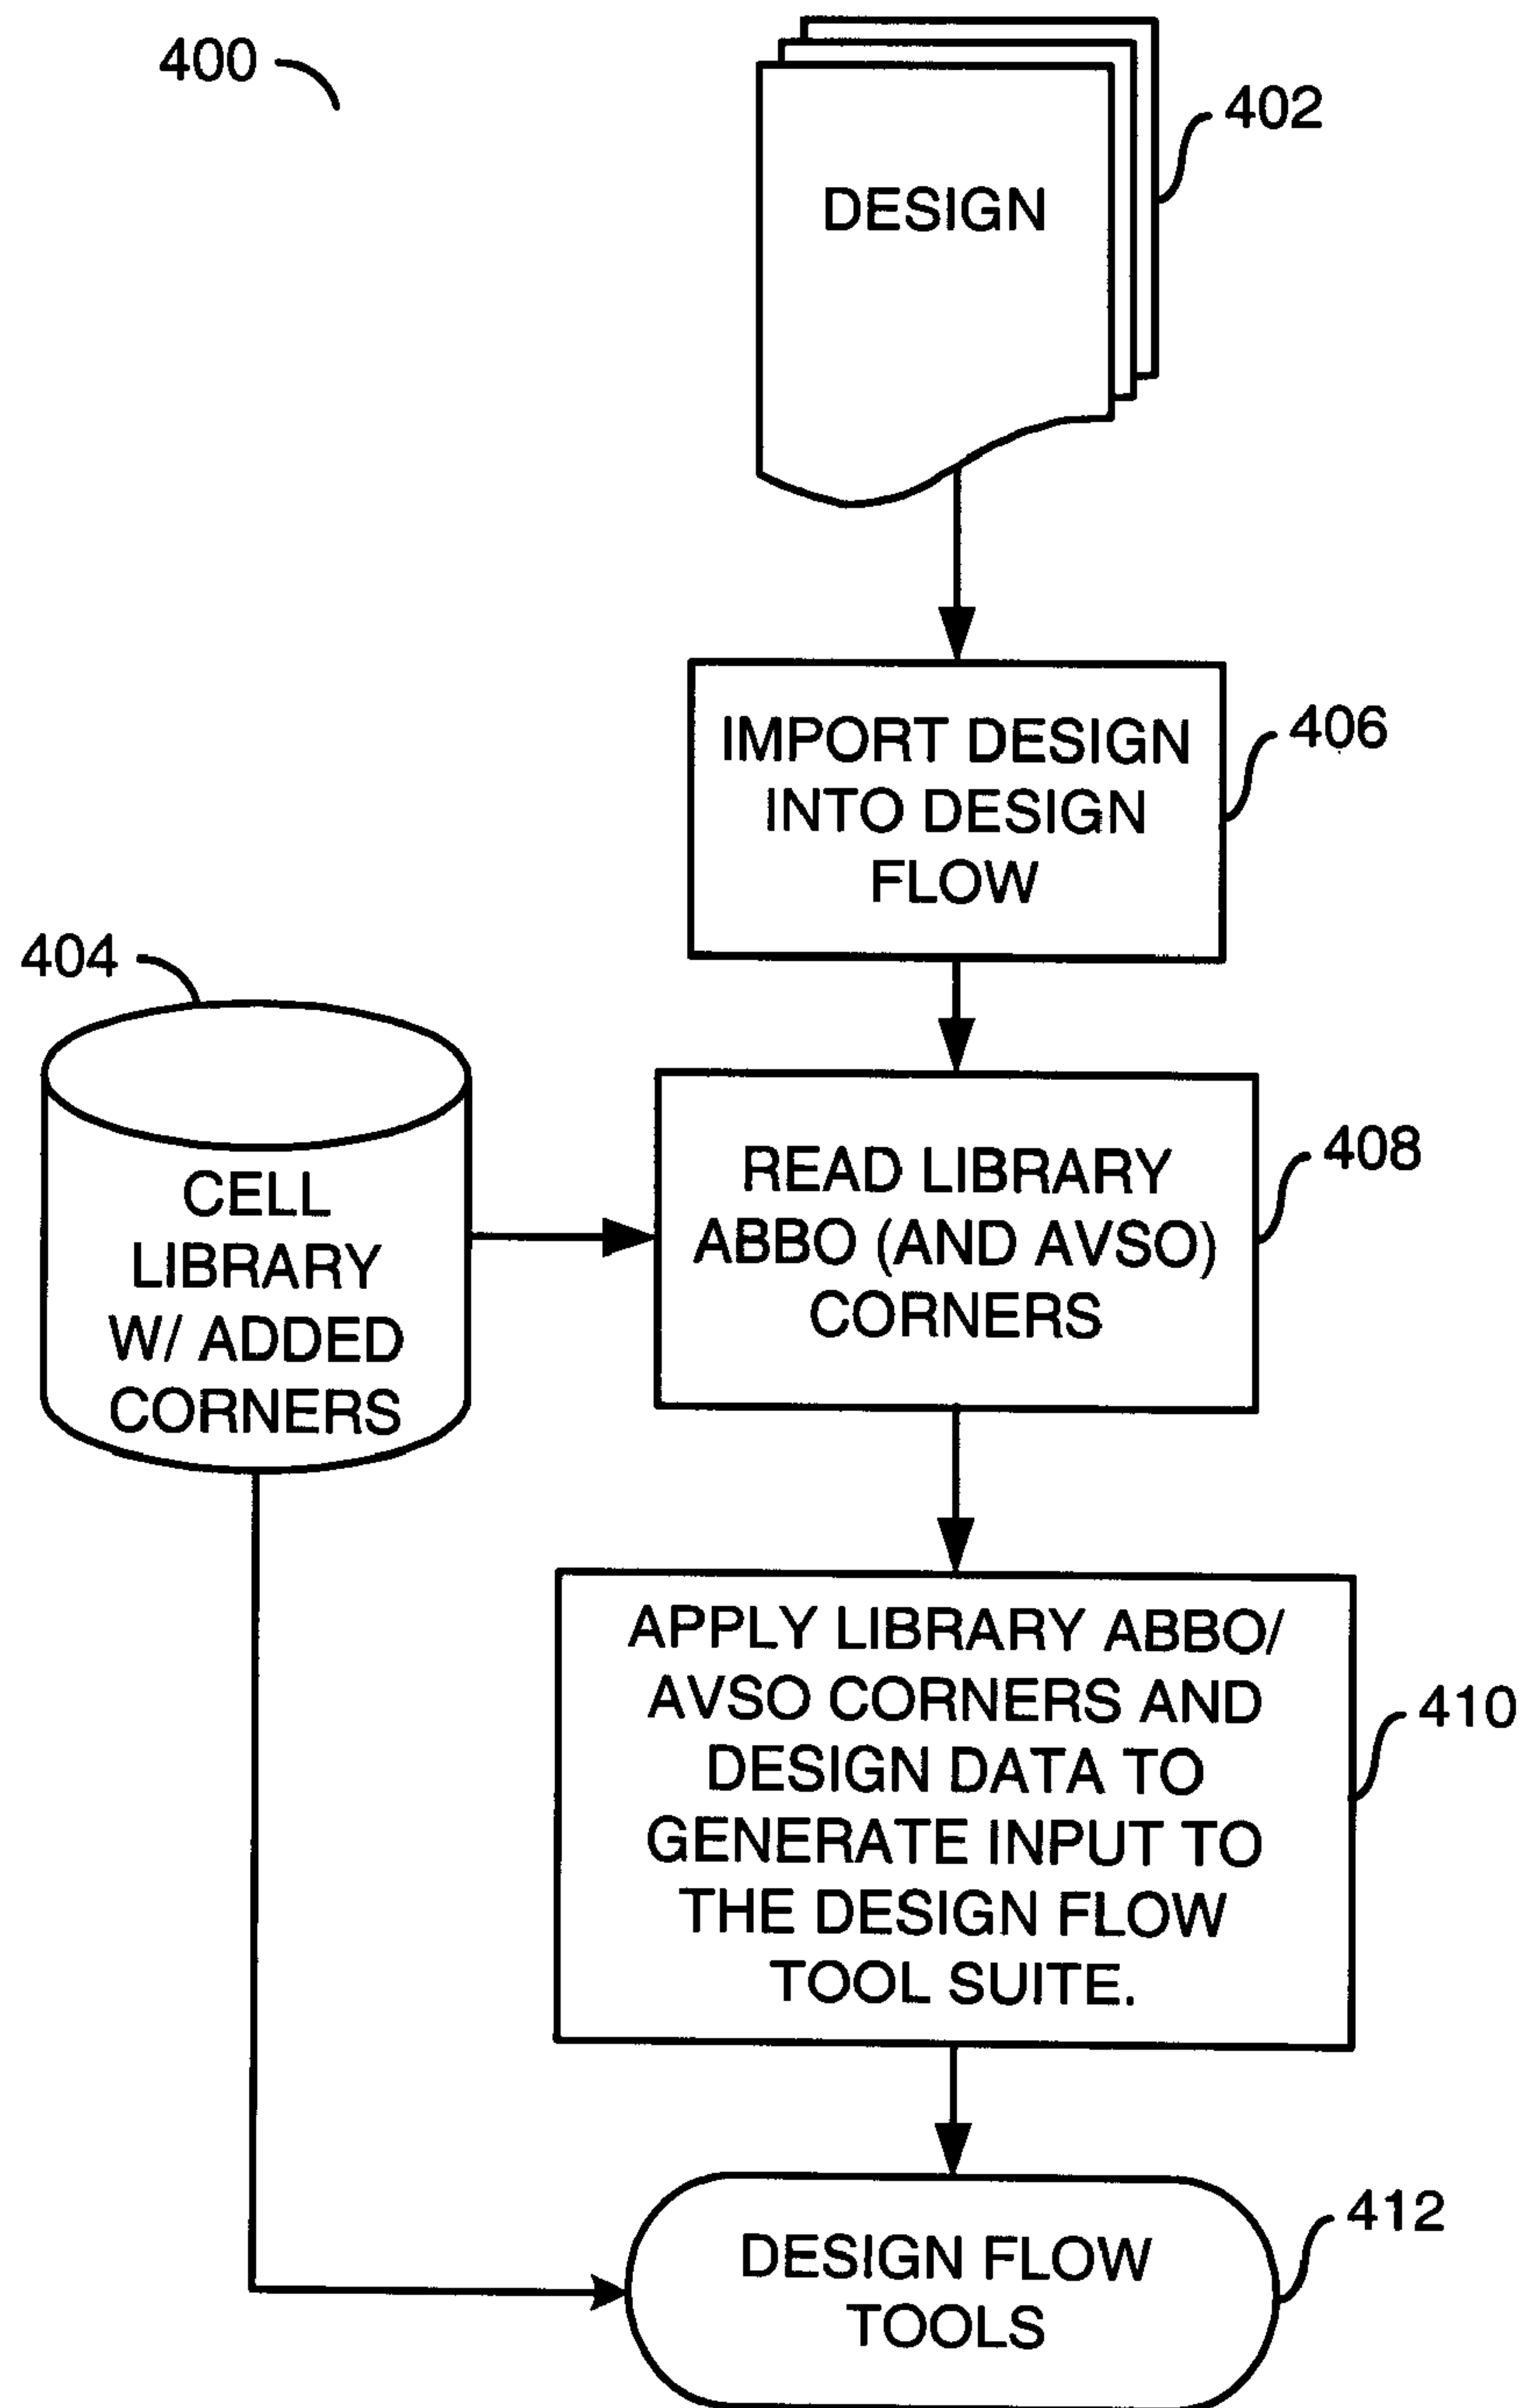 400
402
DESIGN
IMPORT DESIGN
INTO DESIGN
FLOW
406
404
CELL
LIBRARY
W/ ADDED
CORNERS
READ LIBRARY
ABBO (AND AVSO)
CORNERS
408
APPLY LIBRARY ABBO/
AVSO CORNERS AND
DESIGN DATA TO
GENERATE INPUT TO
THE DESIGN FLOW
TOOL SUITE.
410
DESIGN FLOW
TOOLS
412